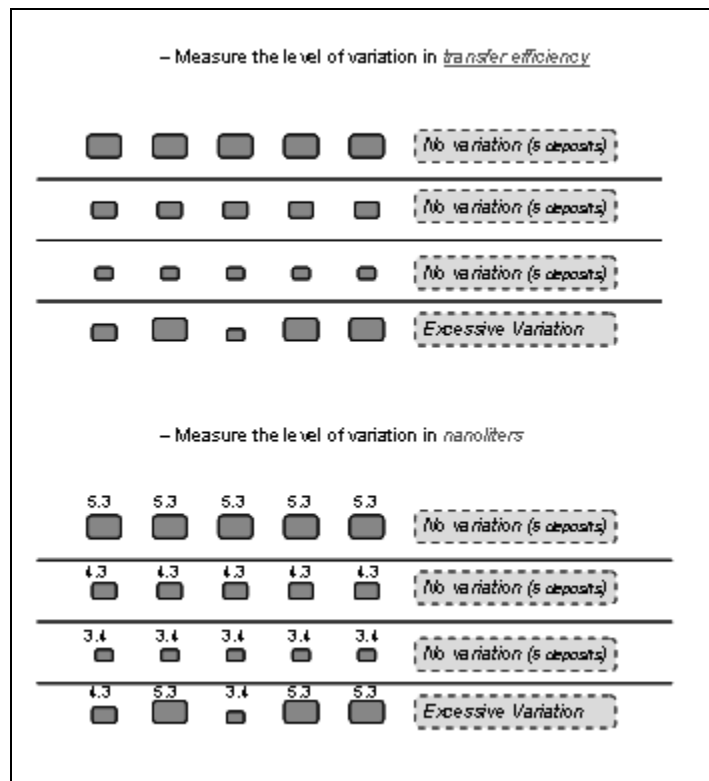 – Measure the level of variation in transfer efficiency
No variation (5 deposits)
No variation (5 deposits)
No variation (5 deposits)
Excessive Variation
– Measure the level of variation in nanoliters
5.3 5.3 5.3 5.3 5.3
No variation (5 deposits)
4.3 4.3 4.3 4.3 4.3
No variation (5 deposits)
3.4 3.4 3.4 3.4 3.4
No variation (5 deposits)
4.3 5.3 3.4 5.3 5.3
Excessive Variation